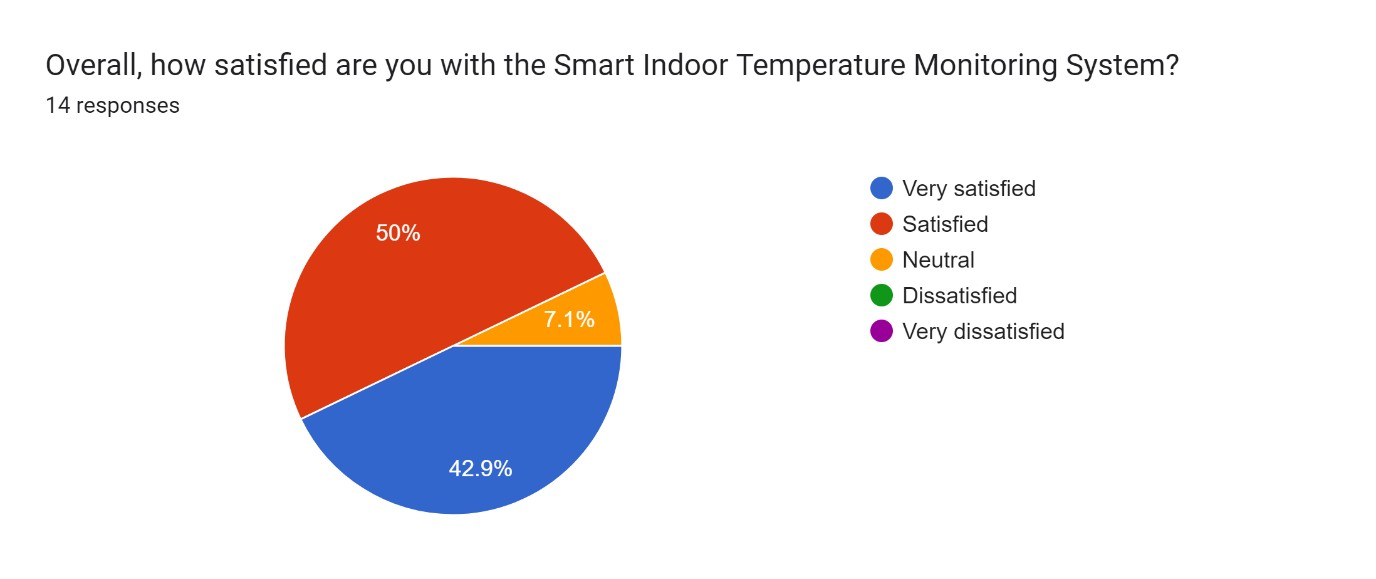 Overall, how satisfied are you with the Smart Indoor Temperature Monitoring System?
14 responses
50%
7.1%
42.9%
Very satisfied
Satisfied
Neutral
Dissatisfied
Very dissatisfied